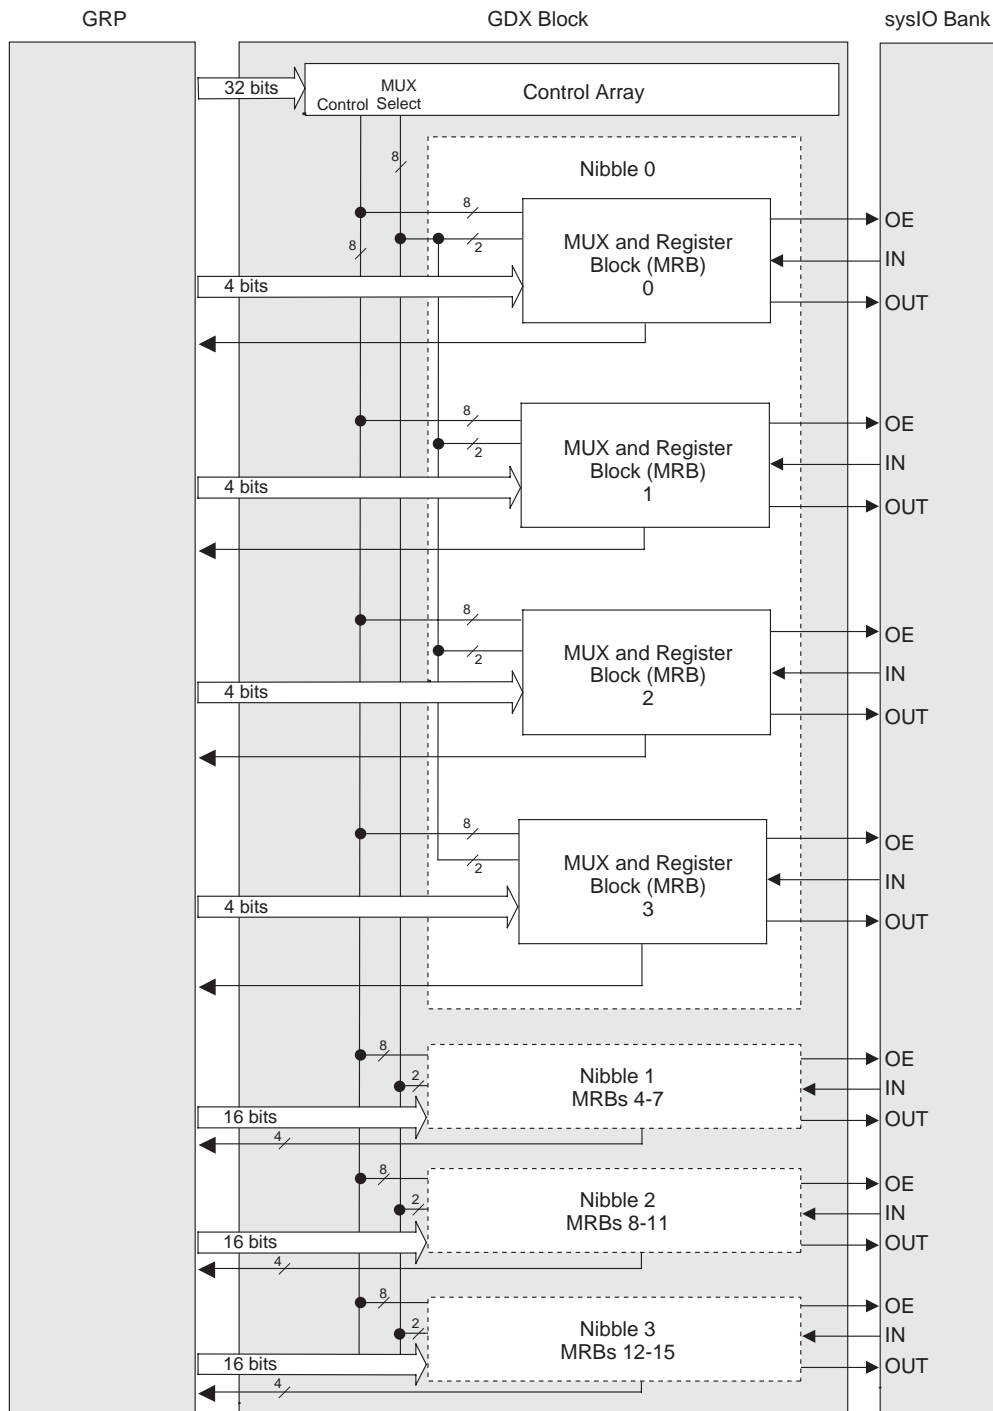 GRP
GDX Block
sysIO Bank
32 bits
Control
MUX
Select
Control Array
8
Nibble 0
8
8
2
4 bits
MUX and Register
Block (MRB)
0
OE
IN
OUT
8
2
4 bits
MUX and Register
Block (MRB)
1
OE
IN
OUT
8
2
4 bits
MUX and Register
Block (MRB)
2
OE
IN
OUT
8
2
4 bits
MUX and Register
Block (MRB)
3
OE
IN
OUT
8
2
16 bits
4
Nibble 1
MRBs 4-7
OE
IN
OUT
8
2
16 bits
4
Nibble 2
MRBs 8-11
OE
IN
OUT
8
2
16 bits
4
Nibble 3
MRBs 12-15
OE
IN
OUT